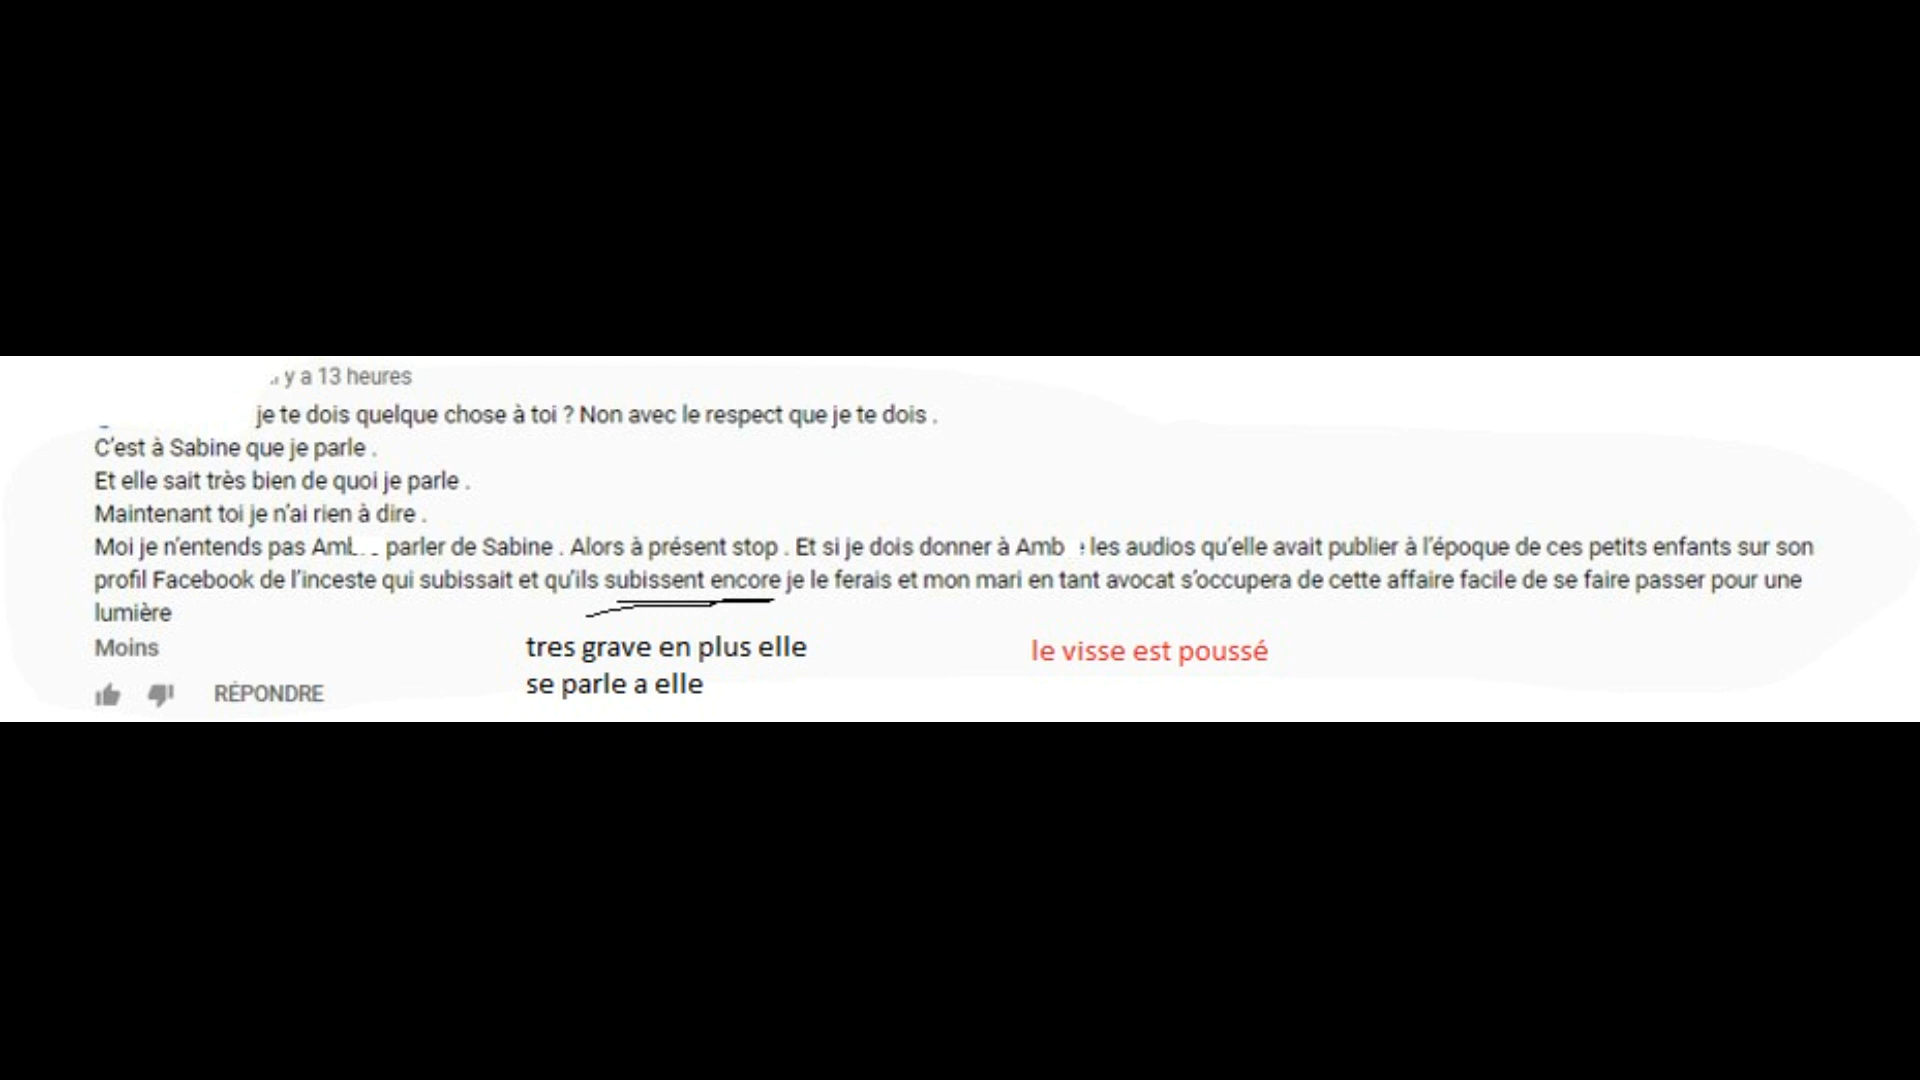 y a 13 heures
je te dois quelque chose à toi ? Non avec le respect que je te dois .
C'est à Sabine que je parle .
Et elle sait très bien de quoi je parle .
Maintenant toi je n'ai rien à dire .
Moi je n'entends pas Amb parler de Sabine . Alors à présent stop . Et si je dois donner à Amb les audios qu'elle avait publier à l'époque de ces petits enfants sur son
profil Facebook de l'inceste qui subissait et qu'ils subissent encore je le ferais et mon mari en tant avocat s'occupera de cette affaire facile de se faire passer pour une
lumière
Moins
tres grave en plus elle
se parle a elle
le visse est poussé
RÉPONDRE